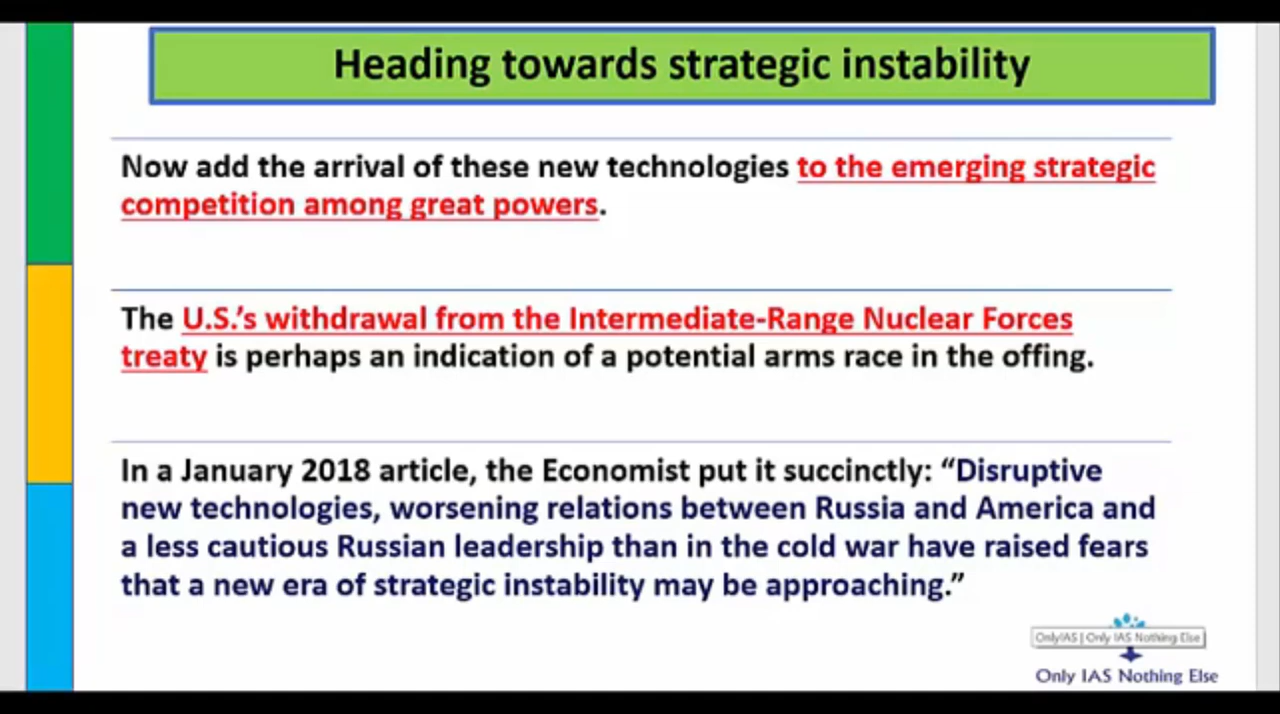 Heading towards strategic instability
Now add the arrival of these new technologies to the emerging strategic
competition among great powers.
The U.S.'s withdrawal from the Intermediate-Range Nuclear Forces
treaty is perhaps an indication of a potential arms race in the offing.
In a January 2018 article, the Economist put it succinctly: “Disruptive
new technologies, worsening relations between Russia and America and
a less cautious Russian leadership than in the cold war have raised fears
that a new era of strategic instability may be approaching.”
OnlyIAS | Only IAS Nothing Else
Only IAS Nothing Else